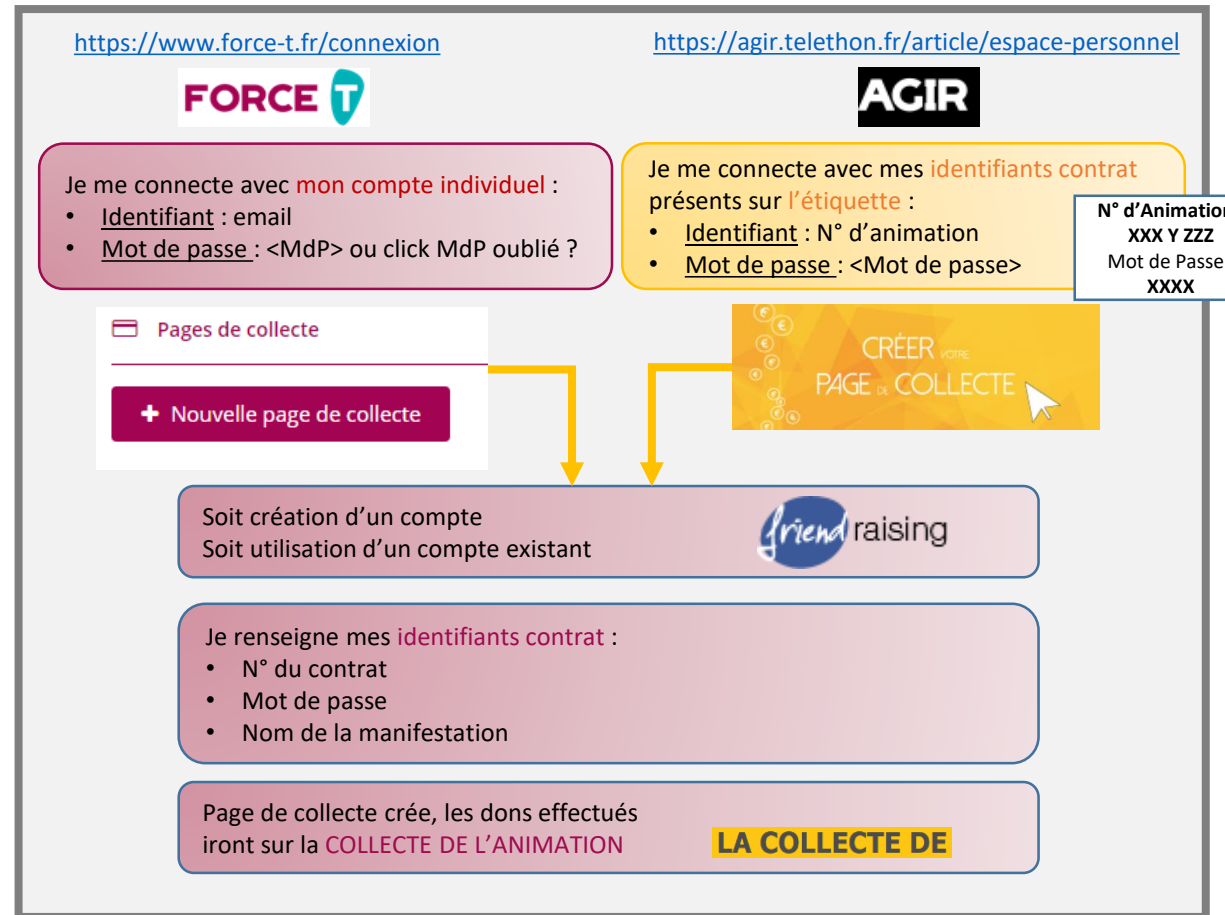 https://www.force-t.fr/connexion
FORCE T
Je me connecte avec mon compte individuel :
• Identifiant : email
• Mot de passe : <MdP> ou click MdP oublié ?
Pages de collecte
+ Nouvelle page de collecte
https://agir.telethon.fr/article/espace-personnel
AGIR
Je me connecte avec mes identifiants contrat
présents sur l’étiquette :
• Identifiant : N° d’animation
• Mot de passe : <Mot de passe>
N° d’Animation
XXX Y ZZZ
Mot de Passe
XXXX
CRÉER VOTRE
PAGE DE COLLECTE
Soit création d’un compte
Soit utilisation d’un compte existant
friend raising
Je renseigne mes identifiants contrat :
• N° du contrat
• Mot de passe
• Nom de la manifestation
Page de collecte crée, les dons effectués
iront sur la COLLECTE DE L’ANIMATION
LA COLLECTE DE